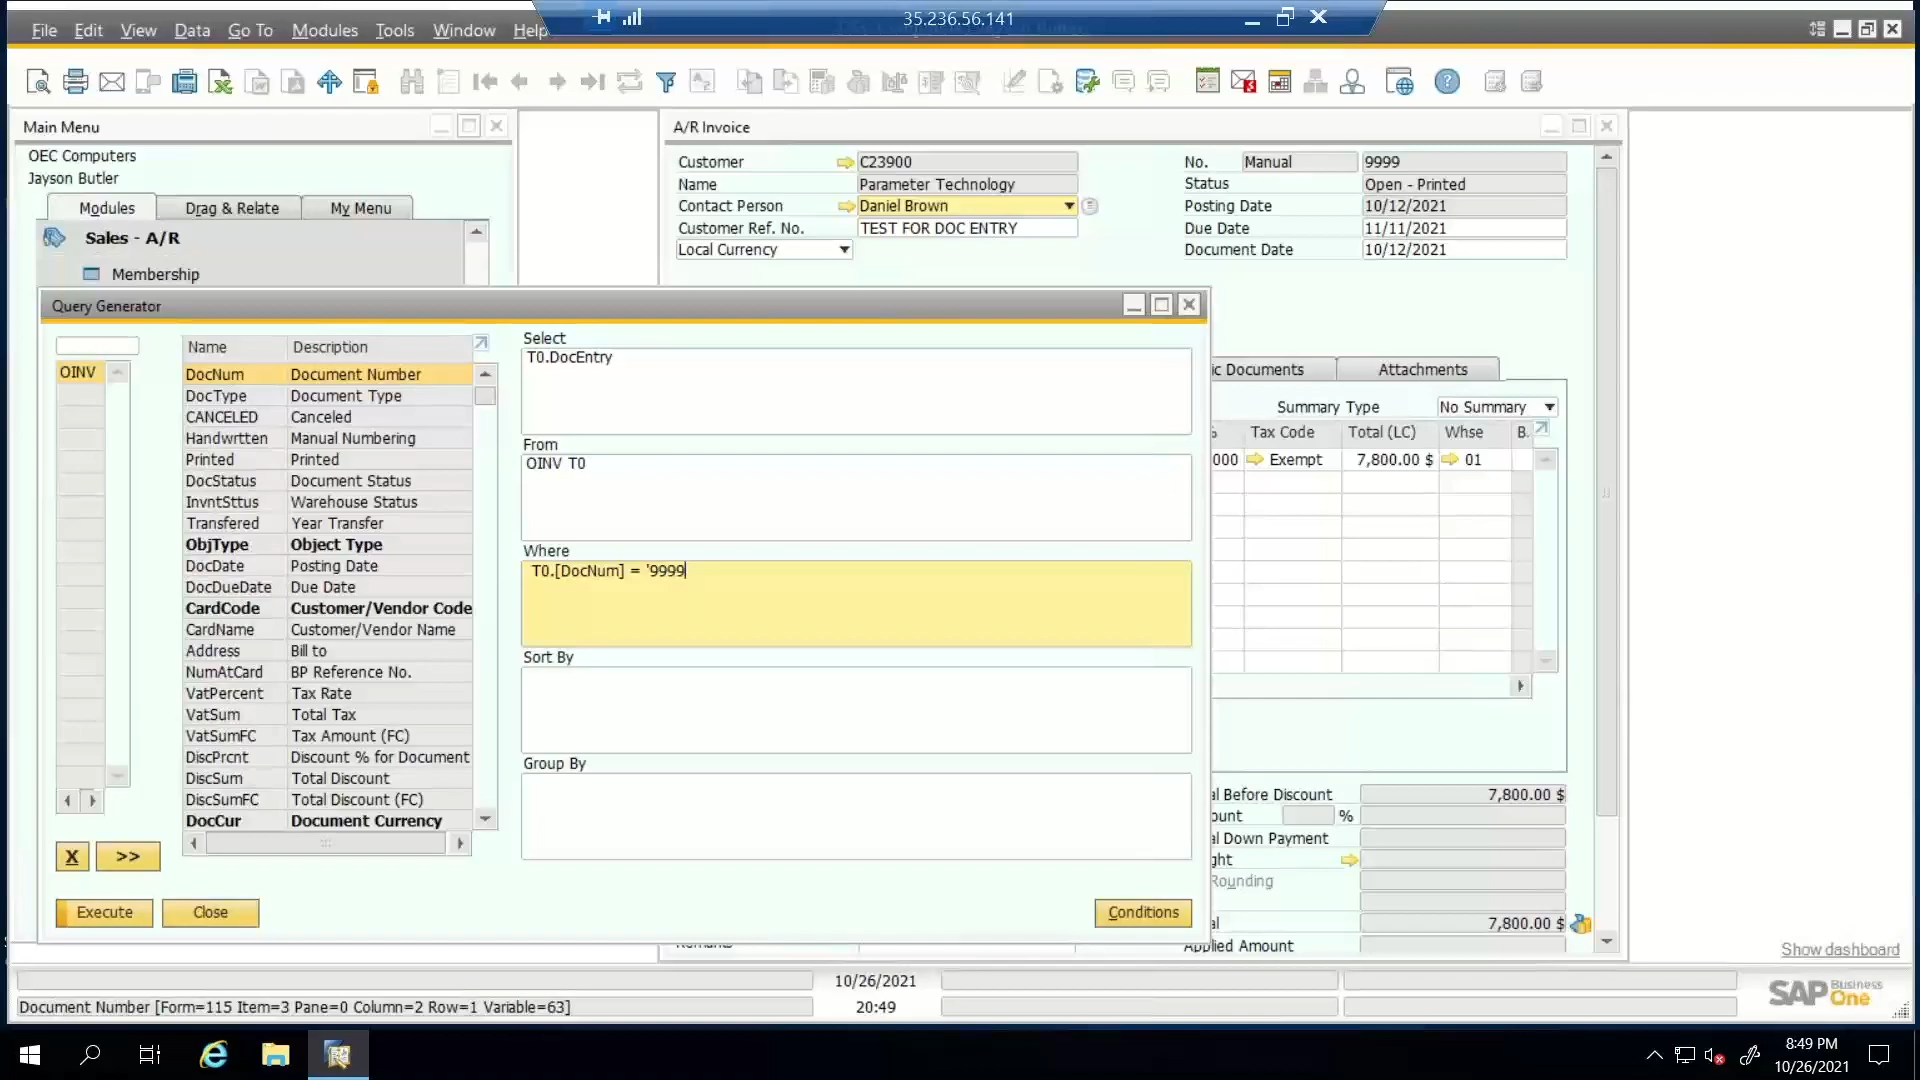 35.236.56.141
File Edit View Data Go To Modules Tools Window Help
Main Menu
OEC Computers
Jayson Butler
Modules Drag & Relate My Menu
Sales - A/R
Membership
A/R Invoice
Customer C23900
Name Parameter Technology
Contact Person Daniel Brown
Customer Ref. No. TEST FOR DOC ENTRY
Local Currency
No. Manual 9999
Status Open - Printed
Posting Date 10/12/2021
Due Date 11/11/2021
Document Date 10/12/2021
Query Generator
OINV
Name Description
DocNum Document Number
DocType Document Type
CANCELED Canceled
Handwrtten Manual Numbering
Printed Printed
DocStatus Document Status
InvntSttus Warehouse Status
Transfered Year Transfer
ObjType Object Type
DocDate Posting Date
DocDueDate Due Date
CardCode Customer/Vendor Code
CardName Customer/Vendor Name
Address Bill to
NumAtCard BP Reference No.
VatPercent Tax Rate
VatSum Total Tax
VatSumFC Tax Amount (FC)
DiscPrcnt Discount % for Document
DiscSum Total Discount
DiscSumFC Total Discount (FC)
DocCur Document Currency
Select
T0.DocEntry
From
OINV T0
Where
T0.[DocNum] = '9999
Sort By
Group By
X >>
Execute Close Conditions
ic Documents Attachments
Summary Type No Summary
% Tax Code Total (LC) Whse B.
000 Exempt 7,800.00 $ 01
al Before Discount 7,800.00 $
ount %
al Down Payment
ght
Rounding
al 7,800.00 $
Applied Amount
Remarks
Show dashboard
10/26/2021
Document Number [Form=115 Item=3 Pane=0 Column=2 Row=1 Variable=63] 20:49
SAP Business One
8:49 PM
10/26/2021